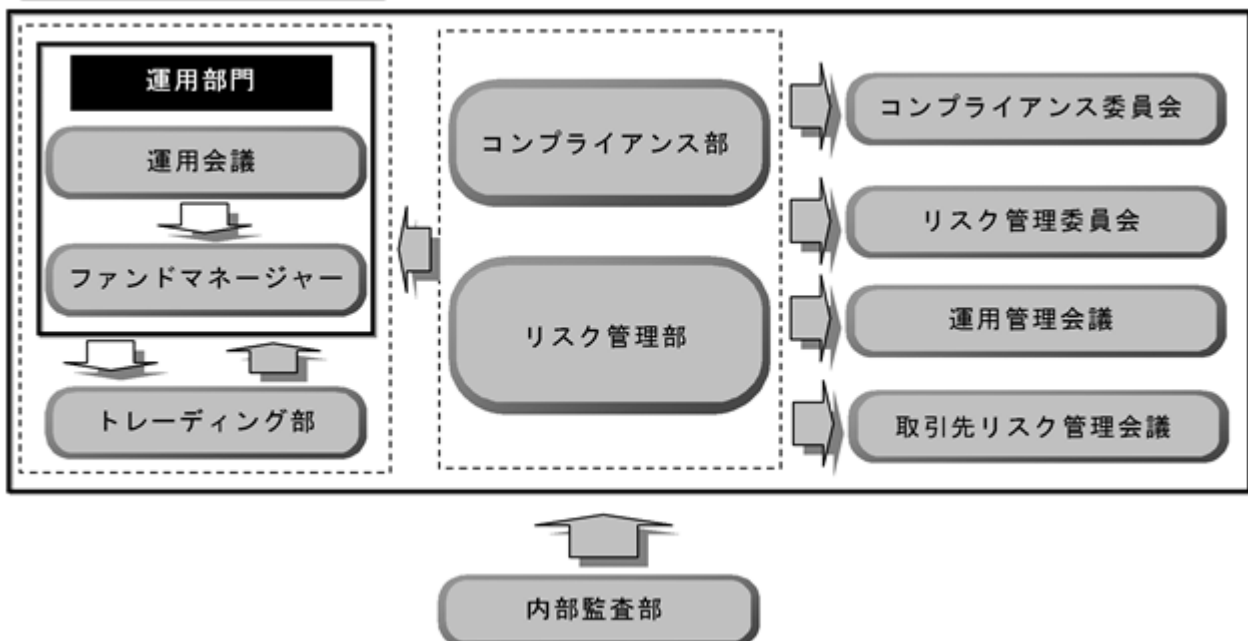 運用部門
運用会議
ファンドマネージャー
トレーディング部
コンプライアンス部
リスク管理部
コンプライアンス委員会
リスク管理委員会
運用管理会議
取引先リスク管理会議
内部監査部